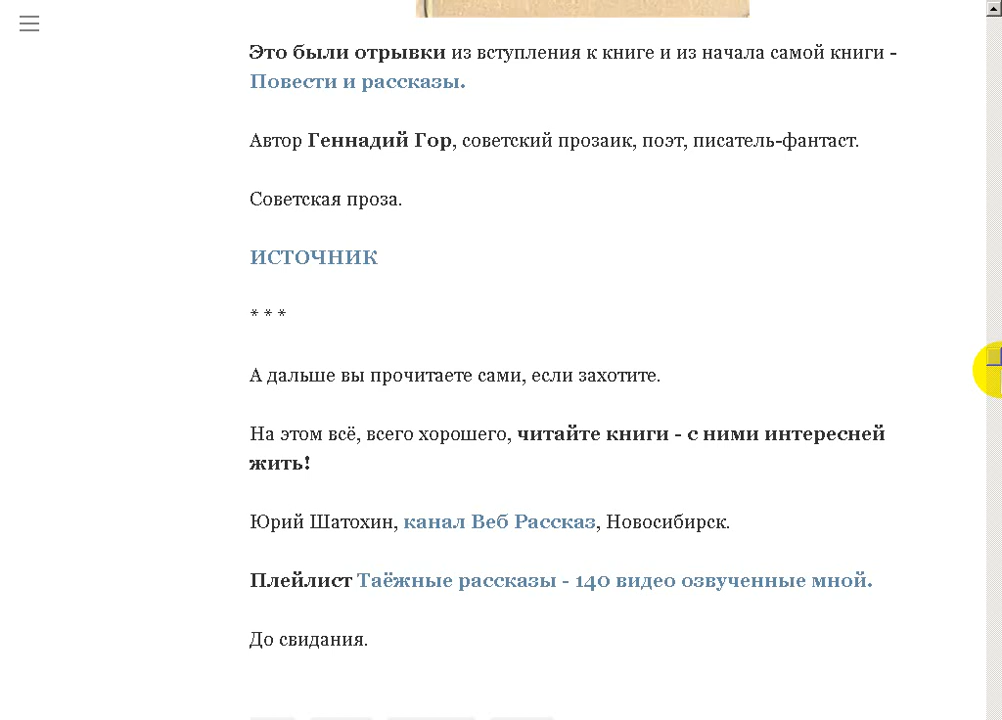 Это были отрывки из вступления к книге и из начала самой книги -
Повести и рассказы.
Автор Геннадий Гор, советский прозаик, поэт, писатель-фантаст.
Советская проза.
ИСТОЧНИК
* * *
А дальше вы прочитаете сами, если захотите.
На этом всё, всего хорошего, читайте книги - с ними интересней
жить!
Юрий Шатохин, канал Веб Рассказ, Новосибирск.
Плейлист Таёжные рассказы - 140 видео озвученные мной.
До свидания.